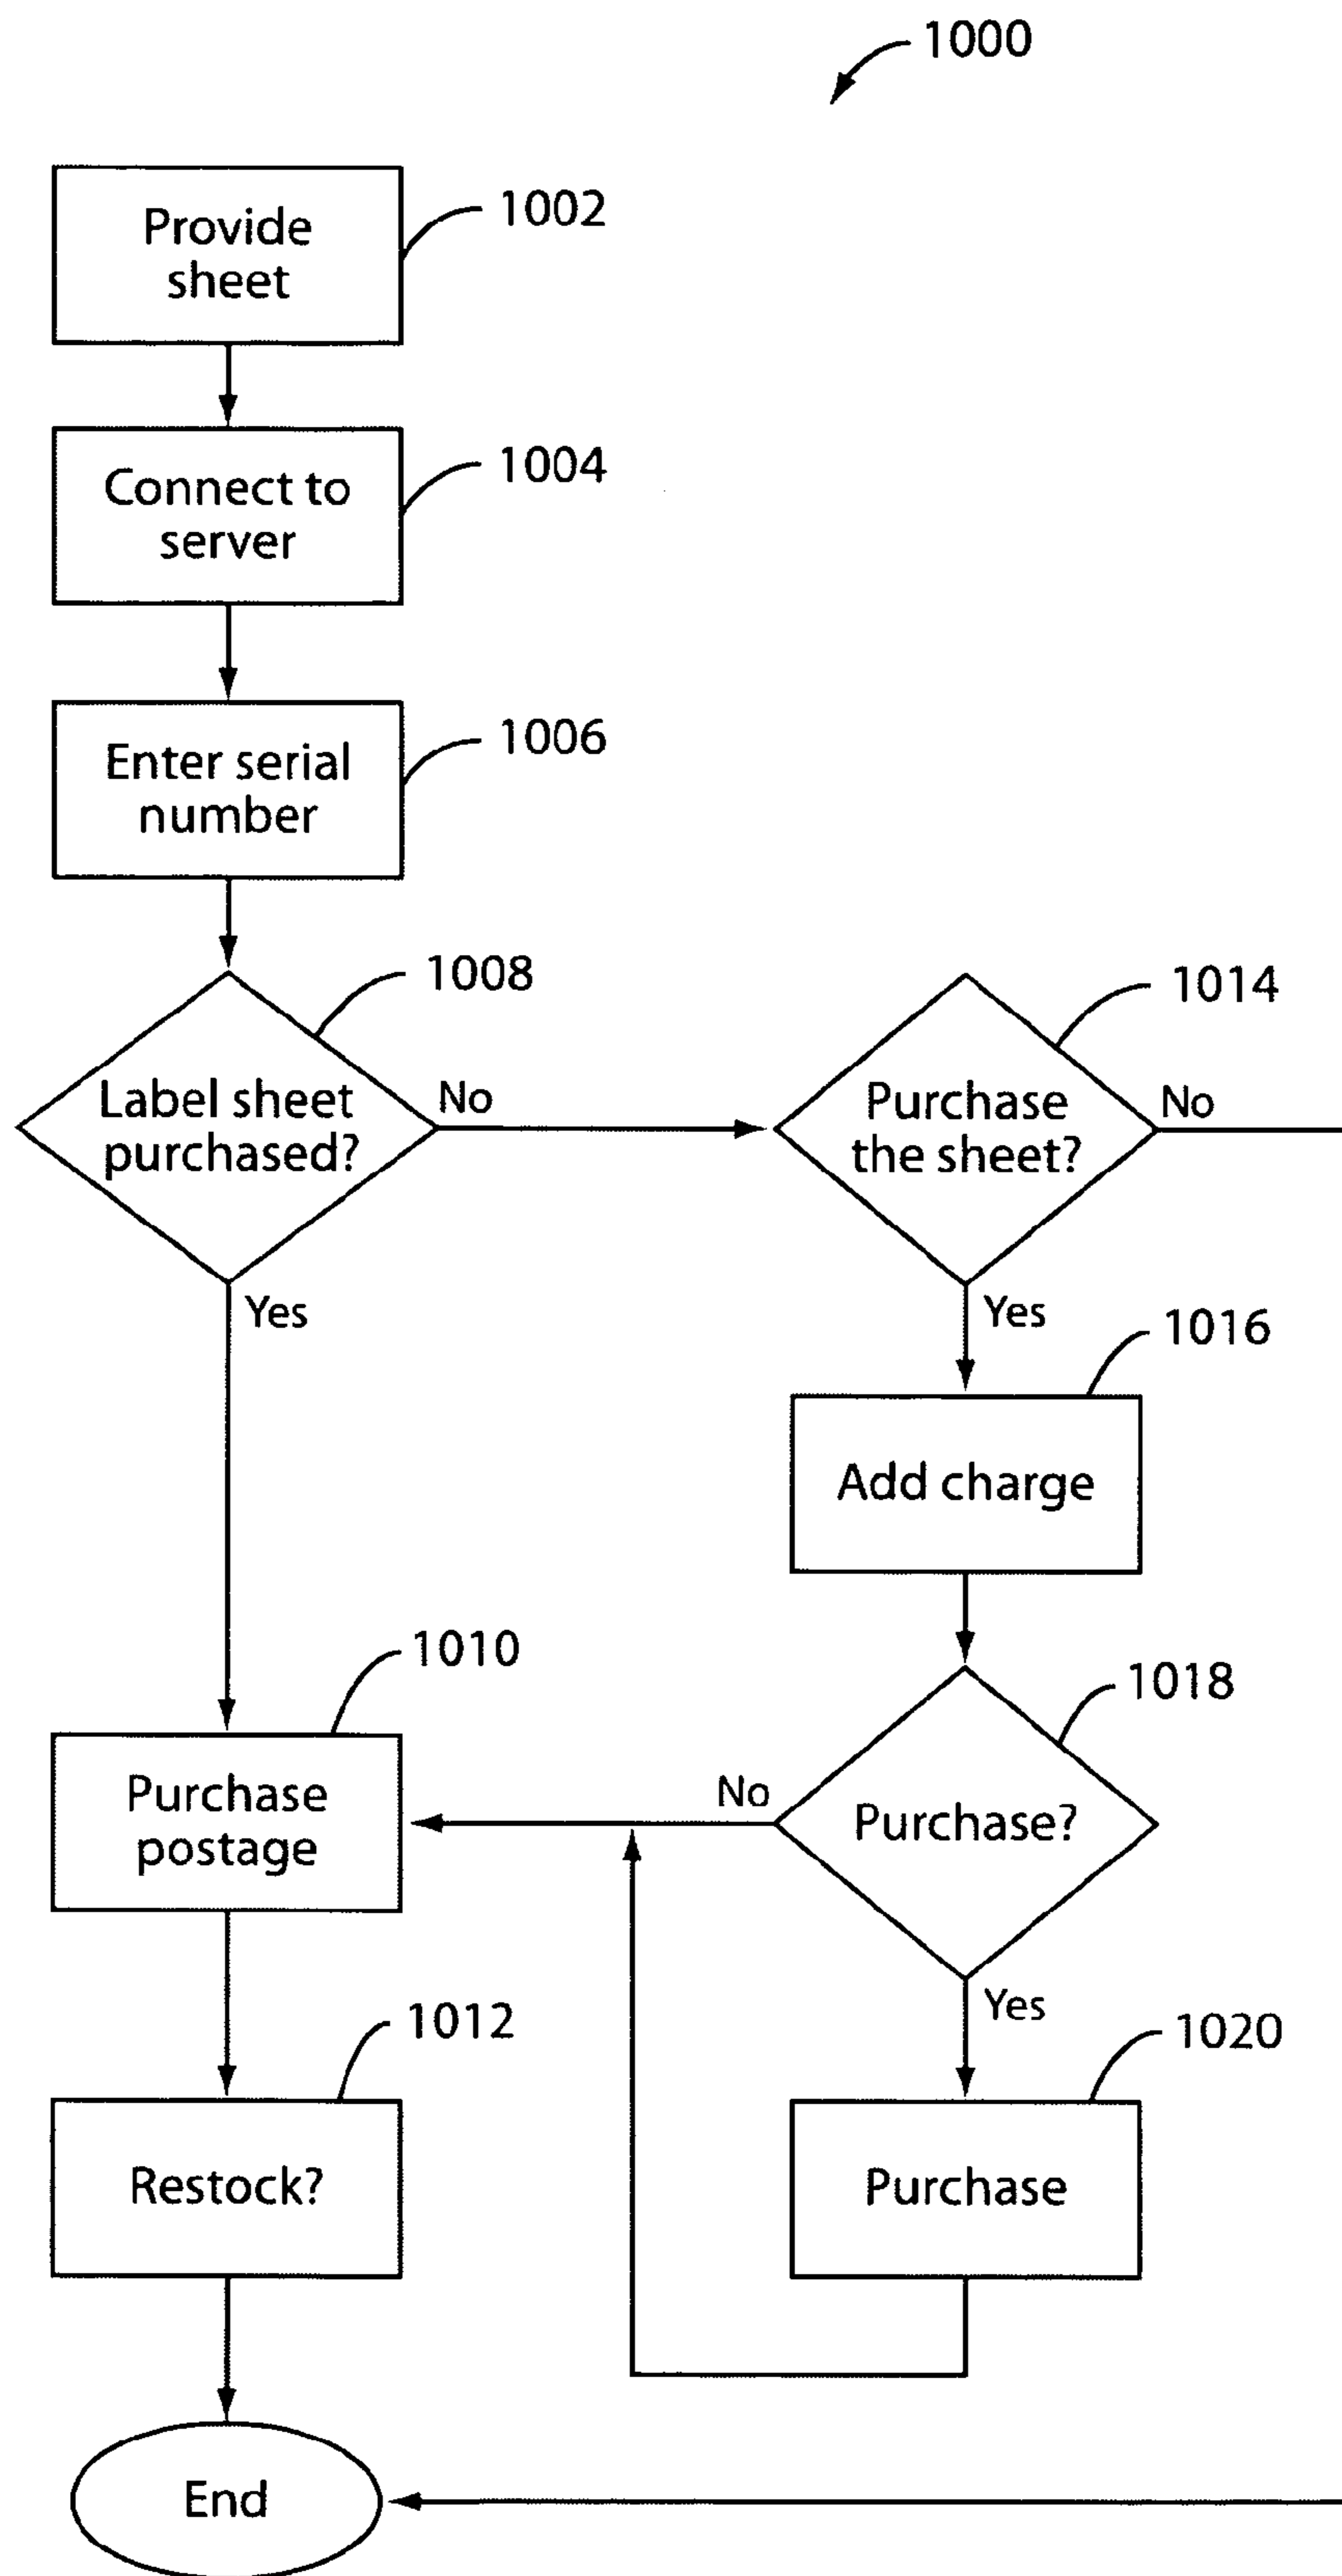 1000
Provide
sheet
1002
Connect to
server
1004
Enter serial
number
1006
Label sheet
purchased?
1008
No
Yes
Purchase
the sheet?
1014
No
Yes
Add charge
1016
Purchase?
1018
No
Yes
Purchase
1020
Purchase
postage
1010
Restock?
1012
End